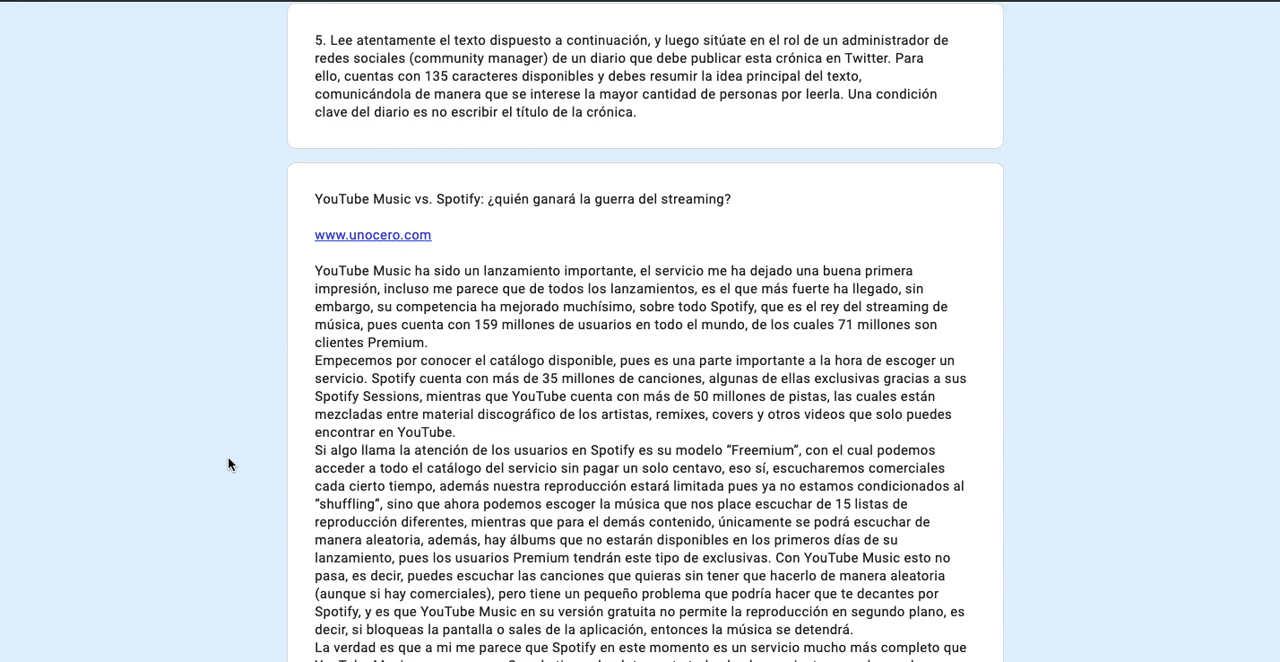 5. Lee atentamente el texto dispuesto a continuación, y luego sitúate en el rol de un administrador de
redes sociales (community manager) de un diario que debe publicar esta crónica en Twitter. Para
ello, cuentas con 135 caracteres disponibles y debes resumir la idea principal del texto,
comunicándola de manera que se interese la mayor cantidad de personas por leerla. Una condición
clave del diario es no escribir el título de la crónica.
YouTube Music vs. Spotify: ¿quién ganará la guerra del streaming?
www.unocero.com
YouTube Music ha sido un lanzamiento importante, el servicio me ha dejado una buena primera
impresión, incluso me parece que de todos los lanzamientos, es el que más fuerte ha llegado, sin
embargo, su competencia ha mejorado muchísimo, sobre todo Spotify, que es el rey del streaming de
música, pues cuenta con 159 millones de usuarios en todo el mundo, de los cuales 71 millones son
clientes Premium.
Empecemos por conocer el catálogo disponible, pues es una parte importante a la hora de escoger un
servicio. Spotify cuenta con más de 35 millones de canciones, algunas de ellas exclusivas gracias a sus
Spotify Sessions, mientras que YouTube cuenta con más de 50 millones de pistas, las cuales están
mezcladas entre material discográfico de los artistas, remixes, covers y otros videos que solo puedes
encontrar en YouTube.
Si algo llama la atención de los usuarios en Spotify es su modelo “Freemium”, con el cual podemos
acceder a todo el catálogo del servicio sin pagar un solo centavo, eso sí, escucharemos comerciales
cada cierto tiempo, además nuestra reproducción estará limitada pues ya no estamos condicionados al
“shuffling”, sino que ahora podemos escoger la música que nos place escuchar de 15 listas de
reproducción diferentes, mientras que para el demás contenido, únicamente se podrá escuchar de
manera aleatoria, además, hay álbums que no estarán disponibles en los primeros días de su
lanzamiento, pues los usuarios Premium tendrán este tipo de exclusivas. Con YouTube Music esto no
pasa, es decir, puedes escuchar las canciones que quieras sin tener que hacerlo de manera aleatoria
(aunque si hay comerciales), pero tiene un pequeño problema que podría hacer que te decantes por
Spotify, y es que YouTube Music en su versión gratuita no permite la reproducción en segundo plano, es
decir, si bloqueas la pantalla o sales de la aplicación, entonces la música se detendrá.
La verdad es que a mi me parece que Spotify en este momento es un servicio mucho más completo que